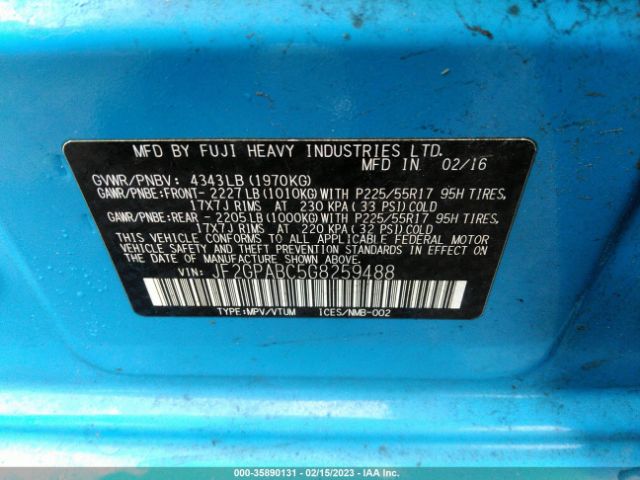 MFD BY FUJI HEAVY INDUSTRIES LTD.
MFD IN 02/16
GVWR/PNBV: 4343LB (1970KG)
GAWR/PNBE:FRONT- 2227LB(1010KG)WITH P225/55R17 95H TIRES,
17X7J RIMS AT 230 KPA(33 PSI)COLD
GAWR/PNBE:REAR - 2205LB(1000KG)WITH P225/55R17 95H TIRES,
17X7J RIMS AT 220 KPA(32 PSI)COLD
THIS VEHICLE CONFORMS TO ALL APPLICABLE FEDERAL MOTOR
VEHICLE SAFETY AND THEFT PREVENTION STANDARDS IN EFFECT
ON THE DATE OF MANUFACTURE SHOWN ABOVE.
VIN: JF2GPABC5G8259488
TYPE:MPV/VTUM ICES/NMB-002
00-35890131 - 02/15/2023 - IAA Inc.